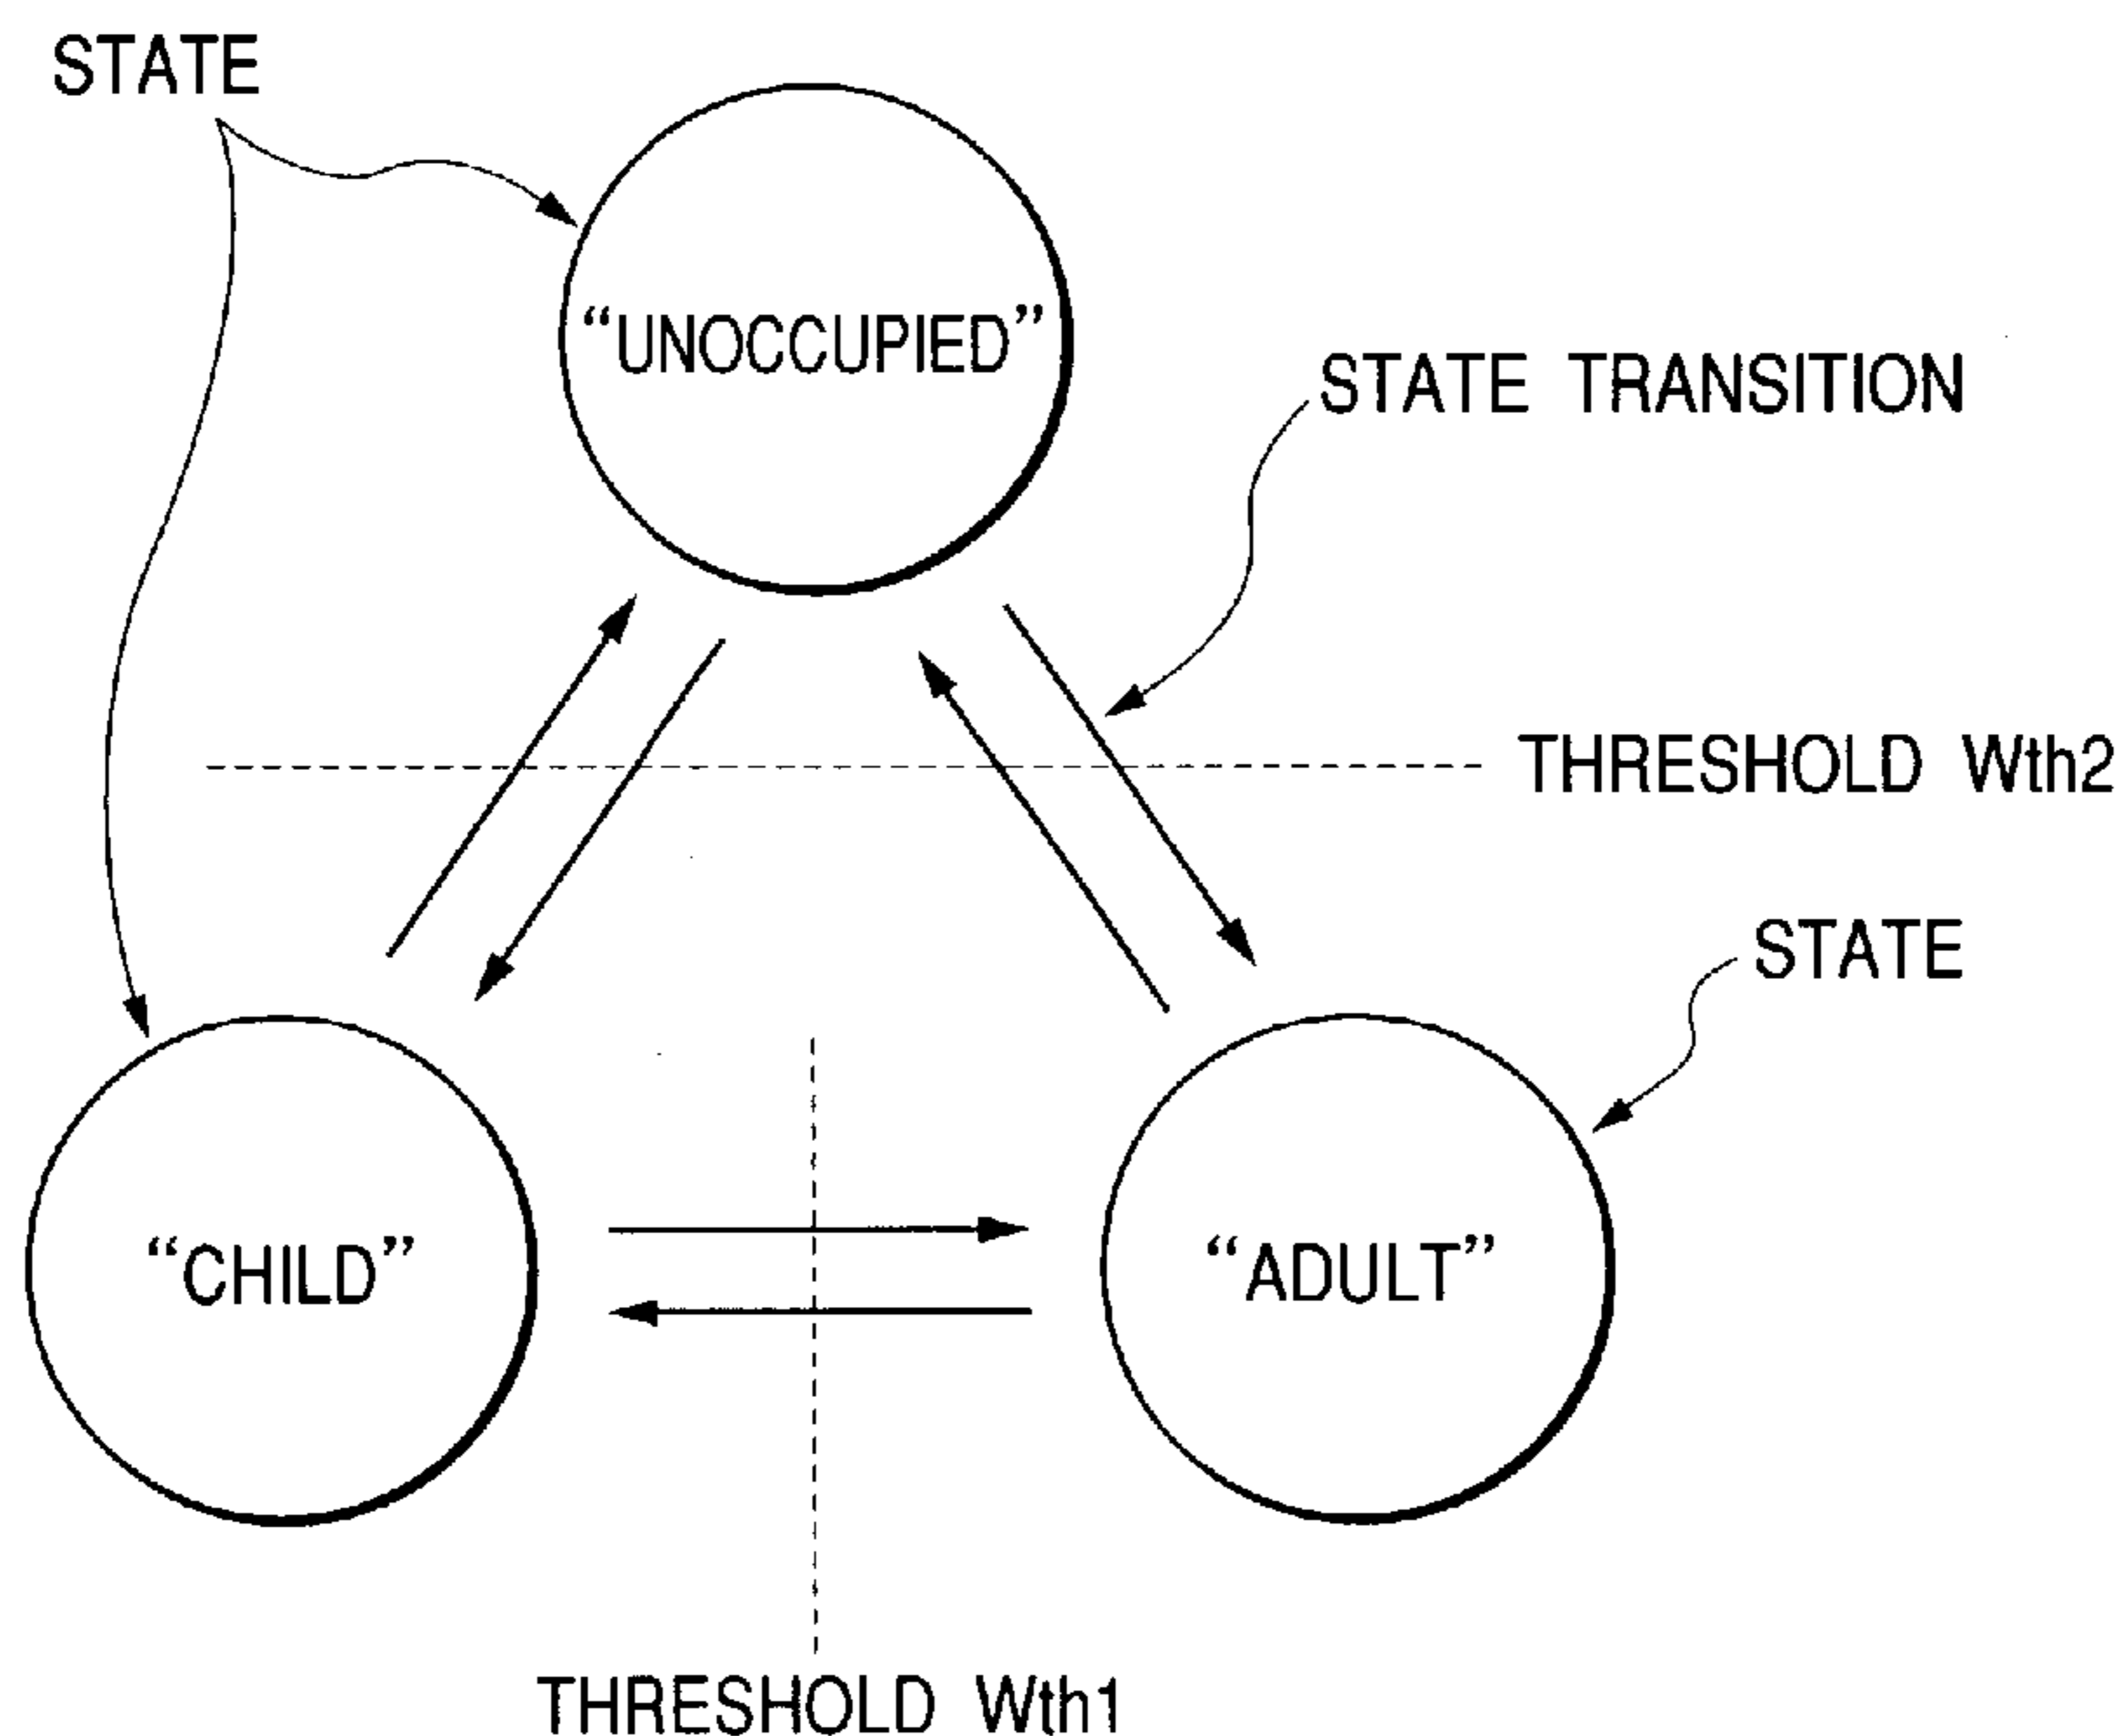 STATE
“UNOCCUPIED”
STATE TRANSITION
THRESHOLD Wth2
STATE
“CHILD”
“ADULT”
THRESHOLD Wth1